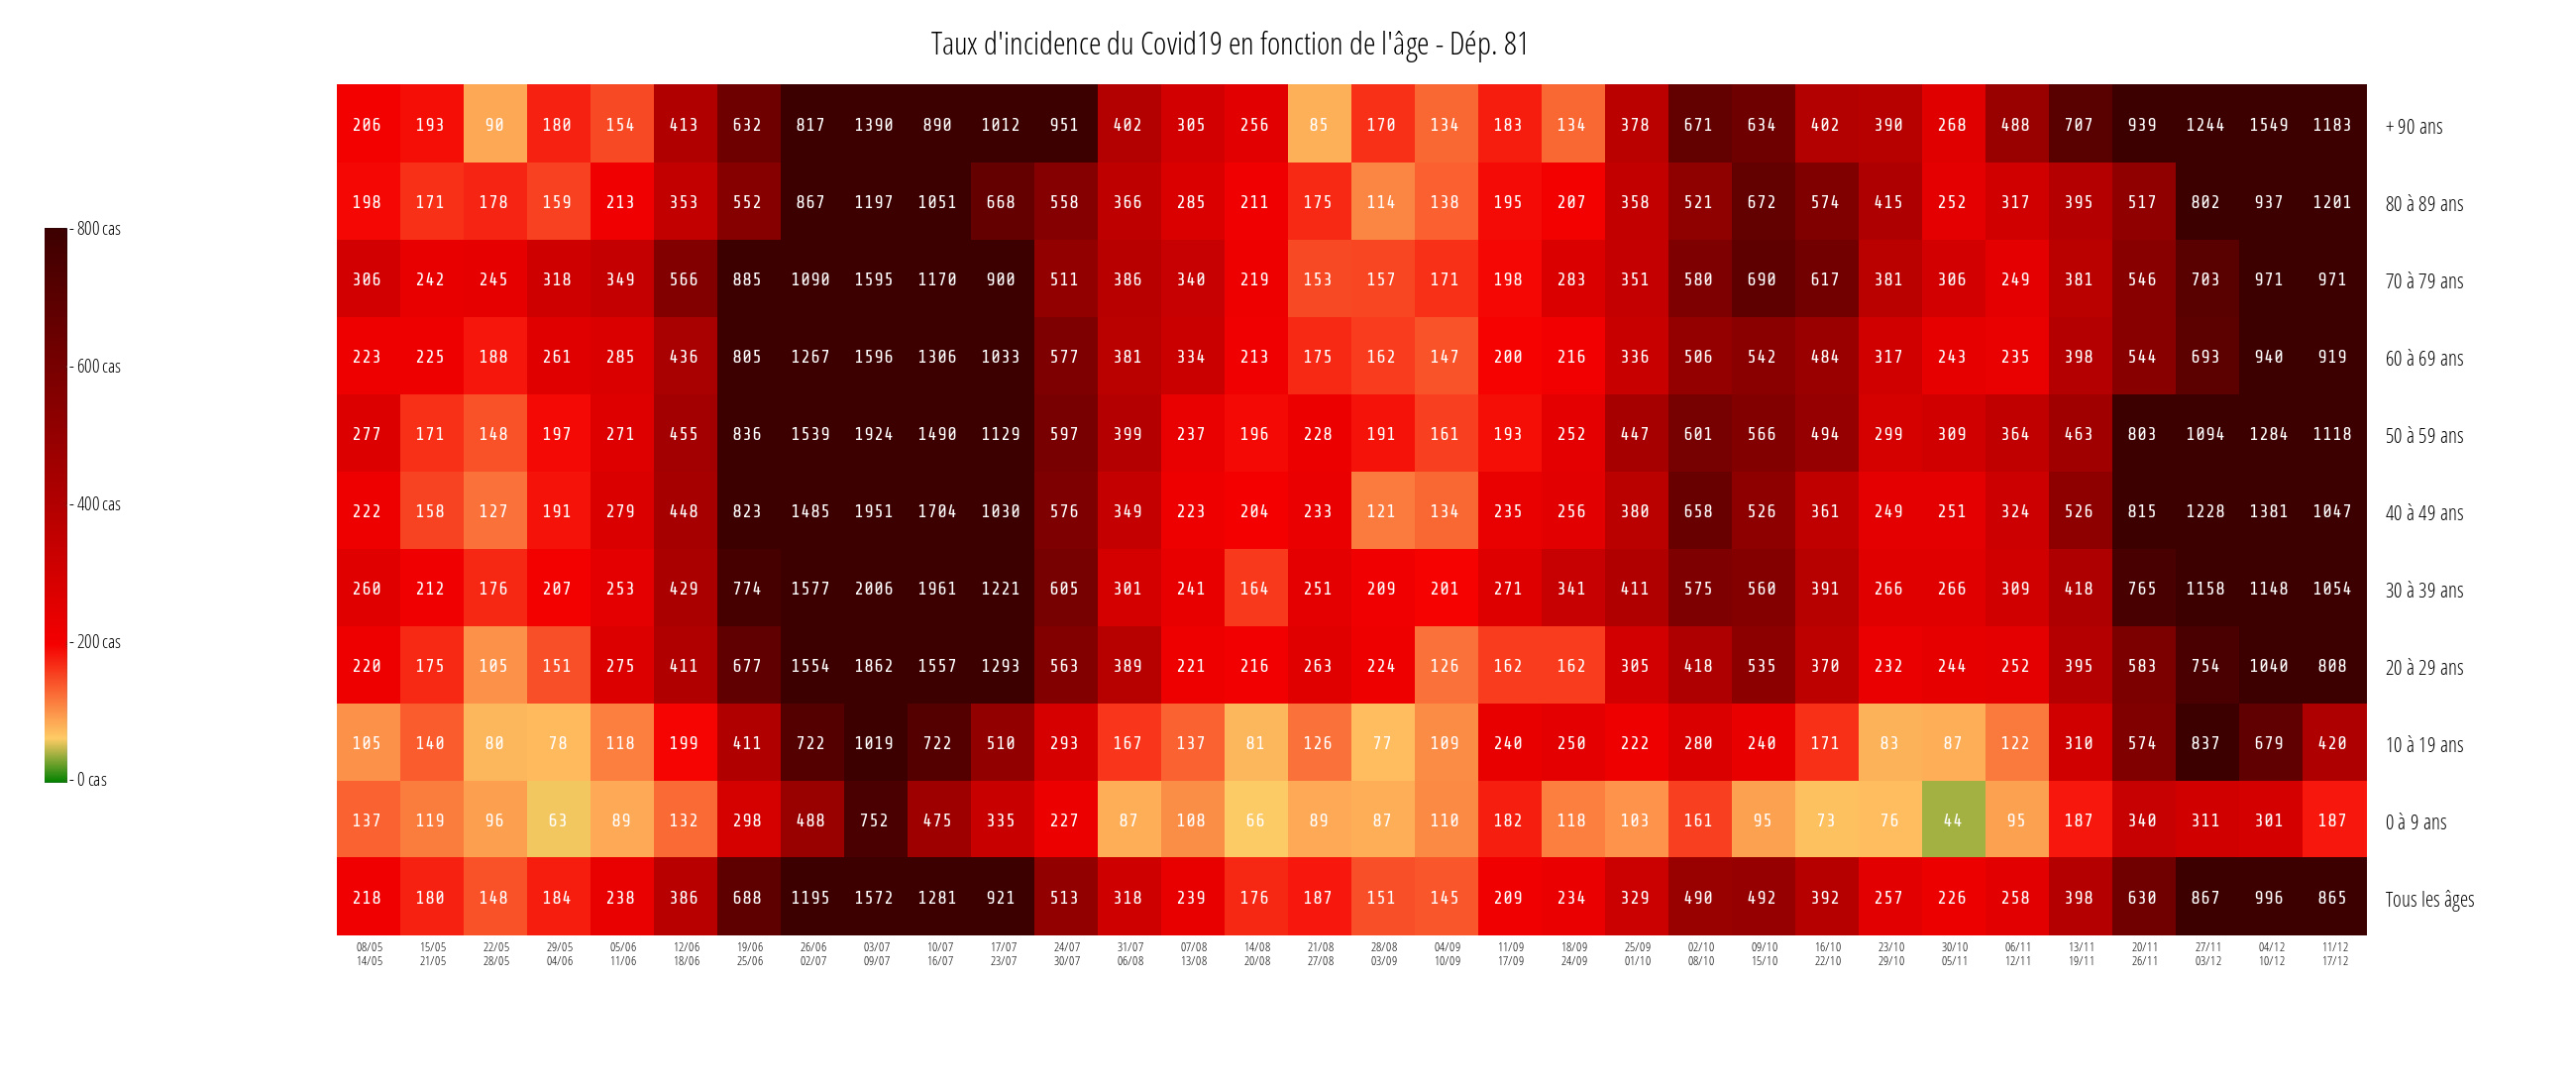 Taux d'incidence du Covid19 en fonction de l'âge - Dép. 81
- 800 cas
- 600 cas
- 400 cas
- 200 cas
- 0 cas
206 193 90 180 154 413 632 817 1390 890 1012 951 402 305 256 85 170 134 183 134 378 671 634 402 390 268 488 707 939 1244 1549 1183 + 90 ans
198 171 178 159 213 353 552 867 1197 1051 668 558 366 285 211 175 114 138 195 207 358 521 672 574 415 252 317 395 517 802 937 1201 80 à 89 ans
306 242 245 318 349 566 885 1090 1595 1170 900 511 386 340 219 153 157 171 198 283 351 580 690 617 381 306 249 381 546 703 971 971 70 à 79 ans
223 225 188 261 285 436 805 1267 1596 1306 1033 577 381 334 213 175 162 147 200 216 336 506 542 484 317 243 235 398 544 693 940 919 60 à 69 ans
277 171 148 197 271 455 836 1539 1924 1490 1129 597 399 237 196 228 191 161 193 252 447 601 566 494 299 309 364 463 803 1094 1284 1118 50 à 59 ans
222 158 127 191 279 448 823 1485 1951 1704 1030 576 349 223 204 233 121 134 235 256 380 658 526 361 249 251 324 526 815 1228 1381 1047 40 à 49 ans
260 212 176 207 253 429 774 1577 2006 1961 1221 605 301 241 164 251 209 201 271 341 411 575 560 391 266 266 309 418 765 1158 1148 1054 30 à 39 ans
220 175 105 151 275 411 677 1554 1862 1557 1293 563 389 221 216 263 224 126 162 162 305 418 535 370 232 244 252 395 583 754 1040 808 20 à 29 ans
105 140 80 78 118 199 411 722 1019 722 510 293 167 137 81 126 77 109 240 250 222 280 240 171 83 87 122 310 574 837 679 420 10 à 19 ans
137 119 96 63 89 132 298 488 752 475 335 227 87 108 66 89 87 110 182 118 103 161 95 73 76 44 95 187 340 311 301 187 0 à 9 ans
218 180 148 184 238 386 688 1195 1572 1281 921 513 318 239 176 187 151 145 209 234 329 490 492 392 257 226 258 398 630 867 996 865 Tous les âges
08/05 15/05 22/05 29/05 05/06 12/06 19/06 26/06 03/07 10/07 17/07 24/07 31/07 07/08 14/08 21/08 28/08 04/09 11/09 18/09 25/09 02/10 09/10 16/10 23/10 30/10 06/11 13/11 20/11 27/11 04/12 11/12
14/05 21/05 28/05 04/06 11/06 18/06 25/06 02/07 09/07 16/07 23/07 30/07 06/08 13/08 20/08 27/08 03/09 10/09 17/09 24/09 01/10 08/10 15/10 22/10 29/10 05/11 12/11 19/11 26/11 03/12 10/12 17/12